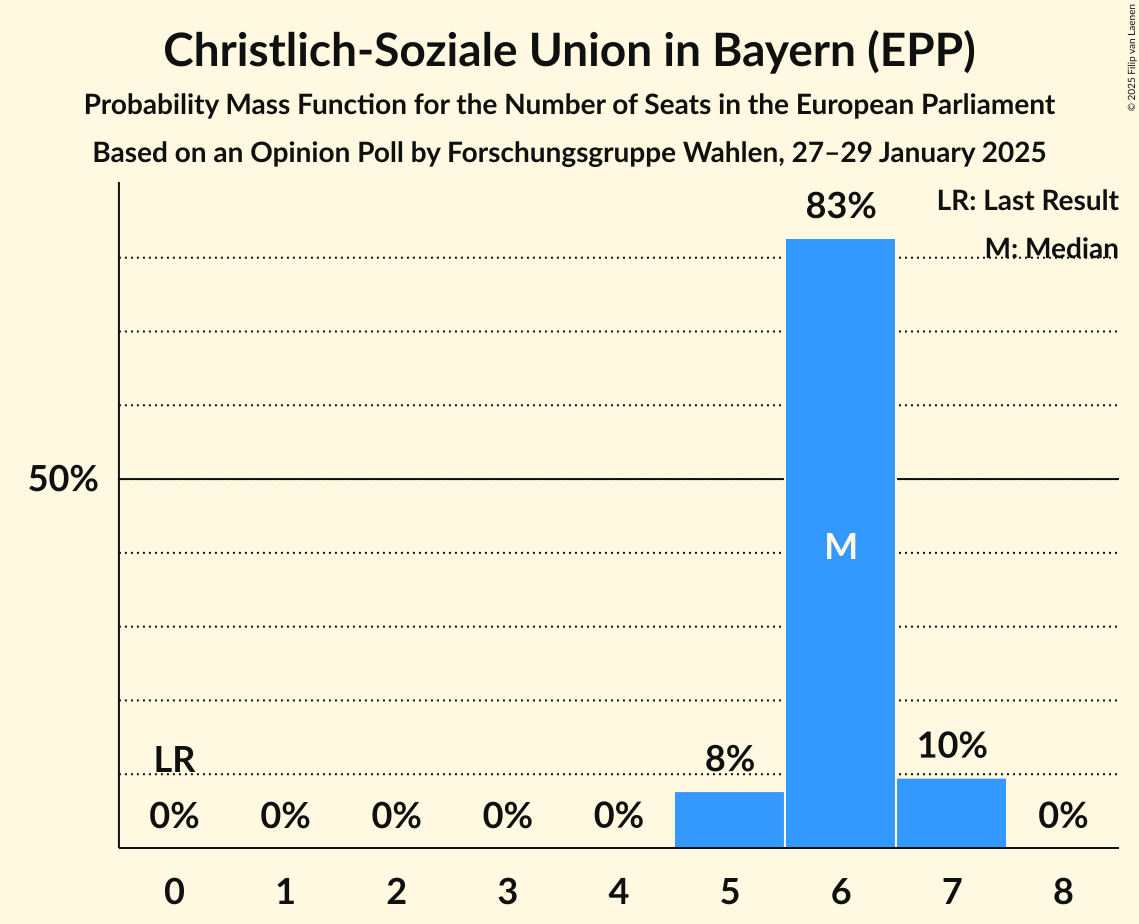 Christlich-Soziale Union in Bayern (EPP)
Probability Mass Function for the Number of Seats in the European Parliament
Based on an Opinion Poll by Forschungsgruppe Wahlen, 27–29 January 2025
© 2025 Filip van Laenen
LR: Last Result
M: Median
83%
50%
M
LR
0% 0% 0% 0% 0% 8% 10% 0%
0 1 2 3 4 5 6 7 8